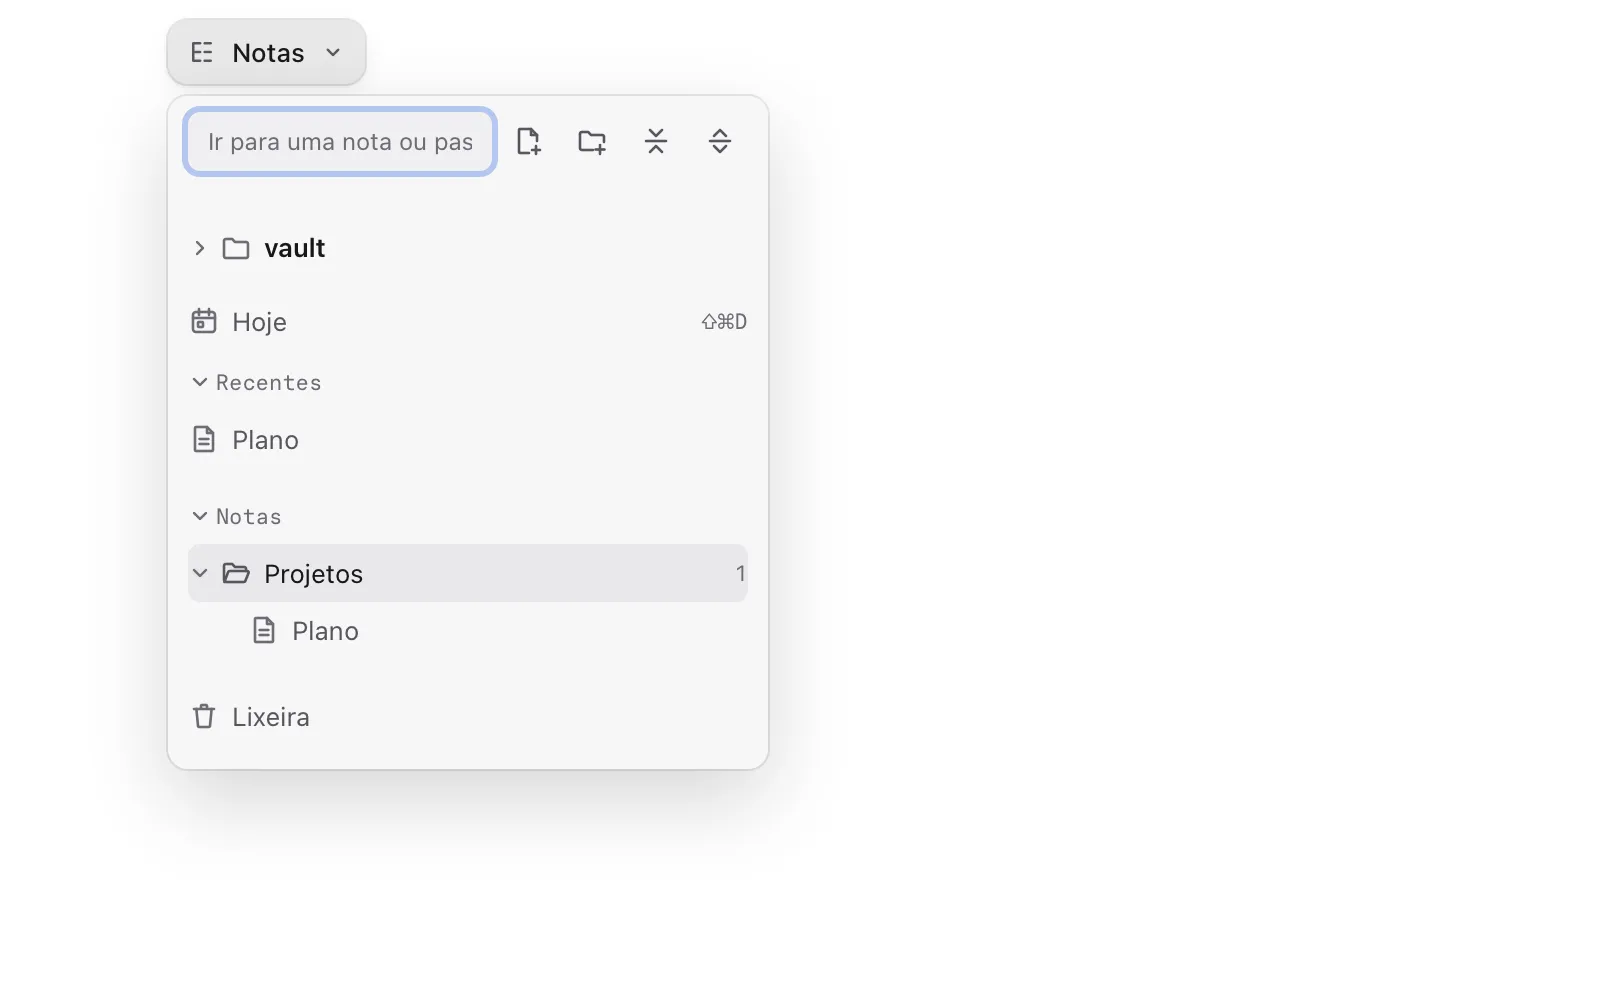 Notas
Ir para uma nota ou pas
vault
Hoje ⇧⌘D
Recentes
Plano
Notas
Projetos 1
Plano
Lixeira